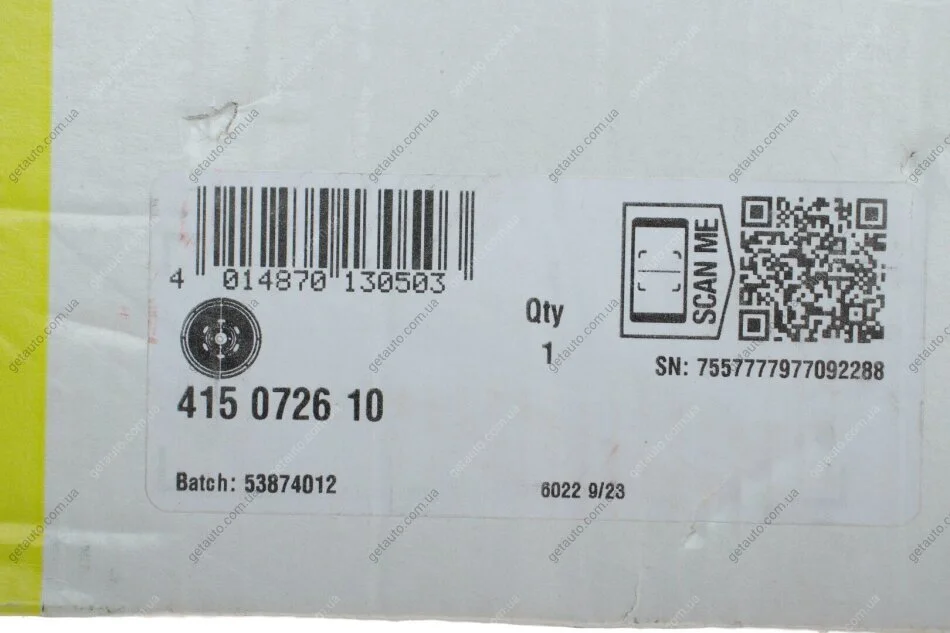 4 014870 130503
SCAN ME
Qty
1
SN: 7557777977092288
415 0726 10
Batch: 53874012
6022 9/23
getauto.com.ua